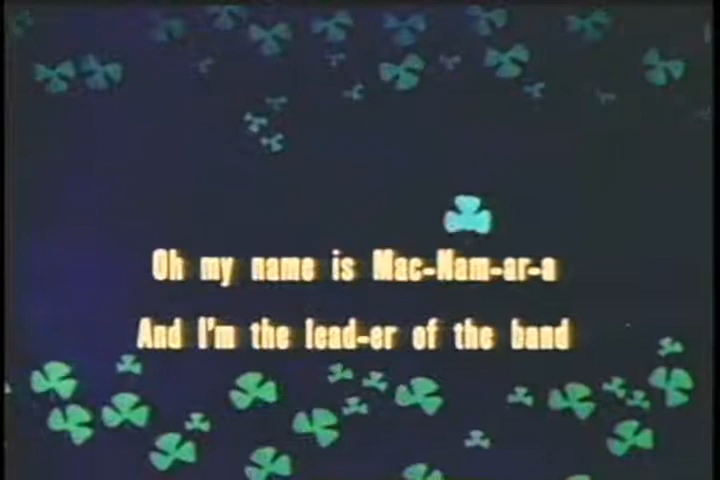 Oh my name is Mac-Nam-ar-a
And I'm the lead-er of the band